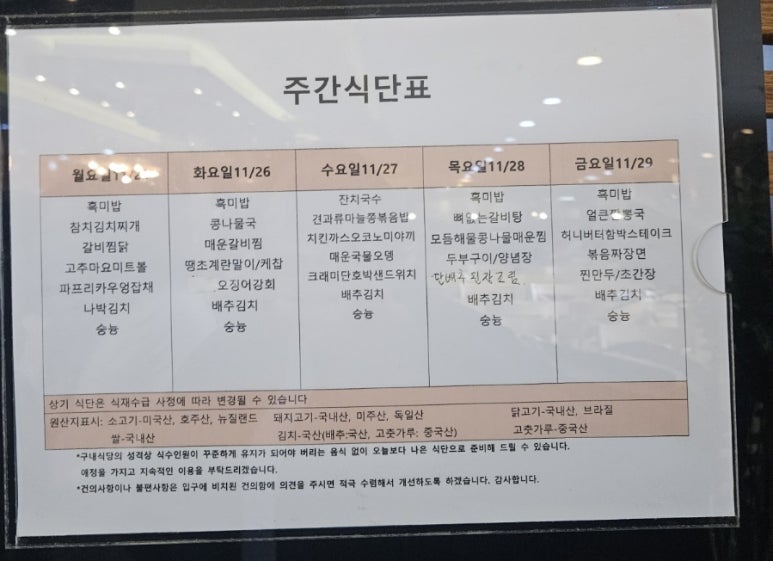 주간식단표
월요일 화요일11/26 수요일11/27 목요일11/28 금요일11/29
흑미밥 흑미밥 잔치국수 흑미밥 흑미밥
참치김치찌개 콩나물국 견과류마늘쫑볶음밥 뼈없는갈비탕 얼큰짬뽕국
갈비찜닭 매운갈비찜 치킨까스오코노미야끼 모듬해물콩나물매운찜 허니버터함박스테이크
고추마요미트볼 땡초계란말이/케찹 매운국물오뎅 두부구이/양념장 볶음짜장면
파프리카우엉잡채 오징어강회 크래미단호박샌드위치 찐만두/초간장
나박김치 배추김치 배추김치 배추김치 배추김치
숭늉 숭늉 숭늉 숭늉 숭늉
상기 식단은 식재수급 사정에 따라 변경될 수 있습니다
원산지표시: 소고기-미국산, 호주산, 뉴질랜드 돼지고기-국내산, 미주산, 독일산 닭고기-국내산, 브라질
쌀-국내산 김치-국산(배추:국산, 고춧가루: 중국산) 고춧가루-중국산
*구내식당의 성격상 식수인원이 꾸준하게 유지가 되어야 버리는 음식 없이 오늘보다 나은 식단으로 준비해 드릴 수 있습니다.
애정을 가지고 지속적인 이용을 부탁드리겠습니다.
*건의사항이나 불편사항은 입구에 비치된 건의함에 의견을 주시면 적극 수렴해서 개선하도록 하겠습니다. 감사합니다.